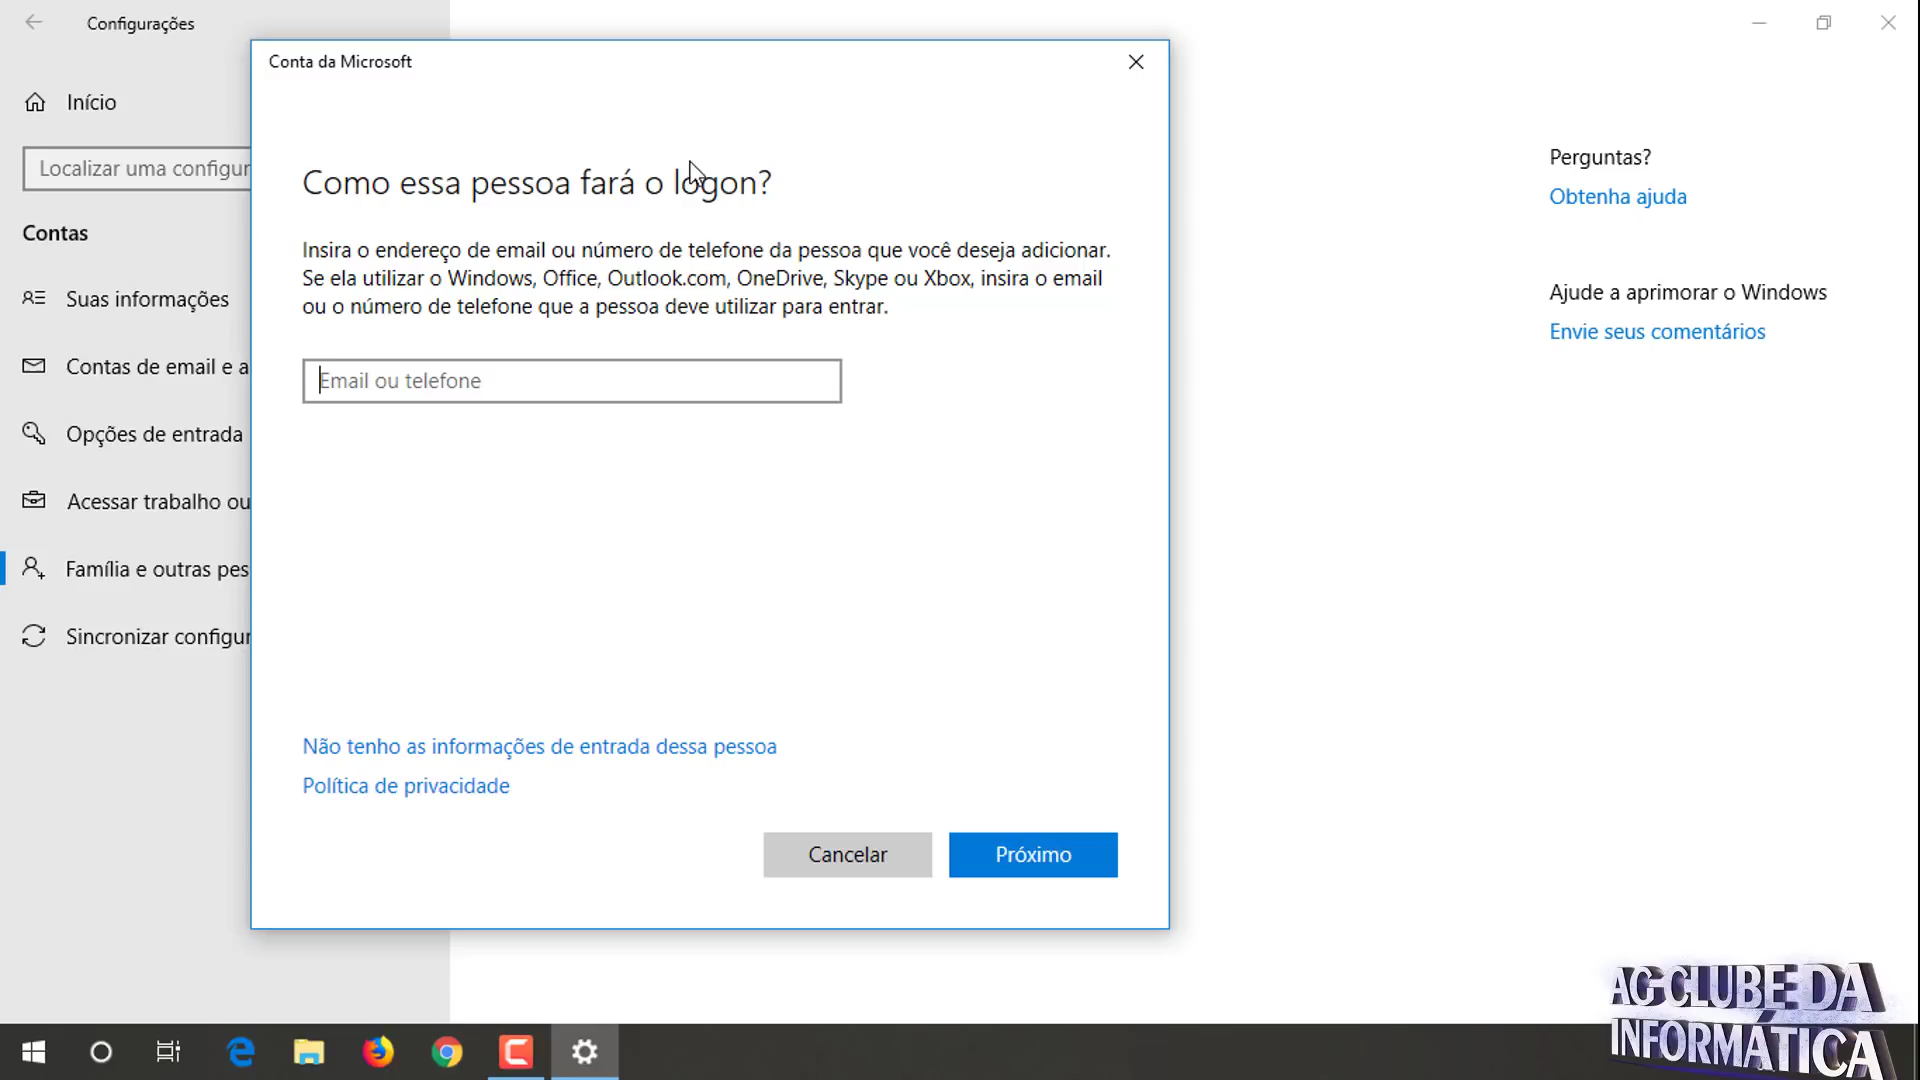 Configurações
Conta da Microsoft
Início
Localizar uma configur
Contas
Suas informações
Contas de email e a
Opções de entrada
Acessar trabalho ou
Família e outras pes
Sincronizar configur
Como essa pessoa fará o logon?
Insira o endereço de email ou número de telefone da pessoa que você deseja adicionar.
Se ela utilizar o Windows, Office, Outlook.com, OneDrive, Skype ou Xbox, insira o email
ou o número de telefone que a pessoa deve utilizar para entrar.
Email ou telefone
Não tenho as informações de entrada dessa pessoa
Política de privacidade
Cancelar
Próximo
Perguntas?
Obtenha ajuda
Ajude a aprimorar o Windows
Envie seus comentários
AG CLUBE DA
INFORMÁTICA